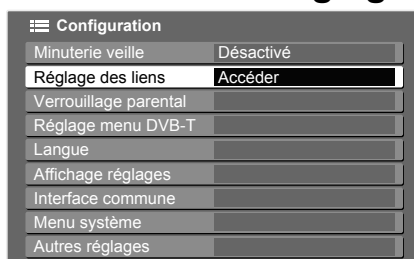 Configuration
Minuterie veille Désactivé
Réglage des liens Accéder
Verrouillage parental
Réglage menu DVB-T
Langue
Affichage réglages
Interface commune
Menu système
Autres réglages